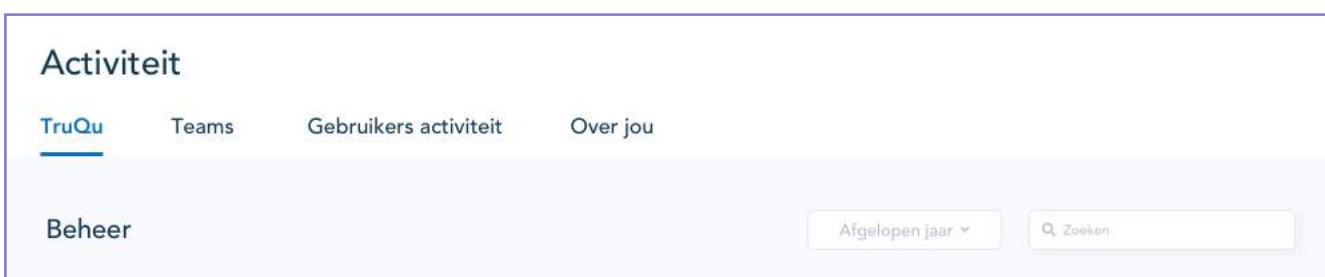 Activiteit
TruQu Teams Gebruikers activiteit Over jou
Beheer Afgelopen jaar Zoeken